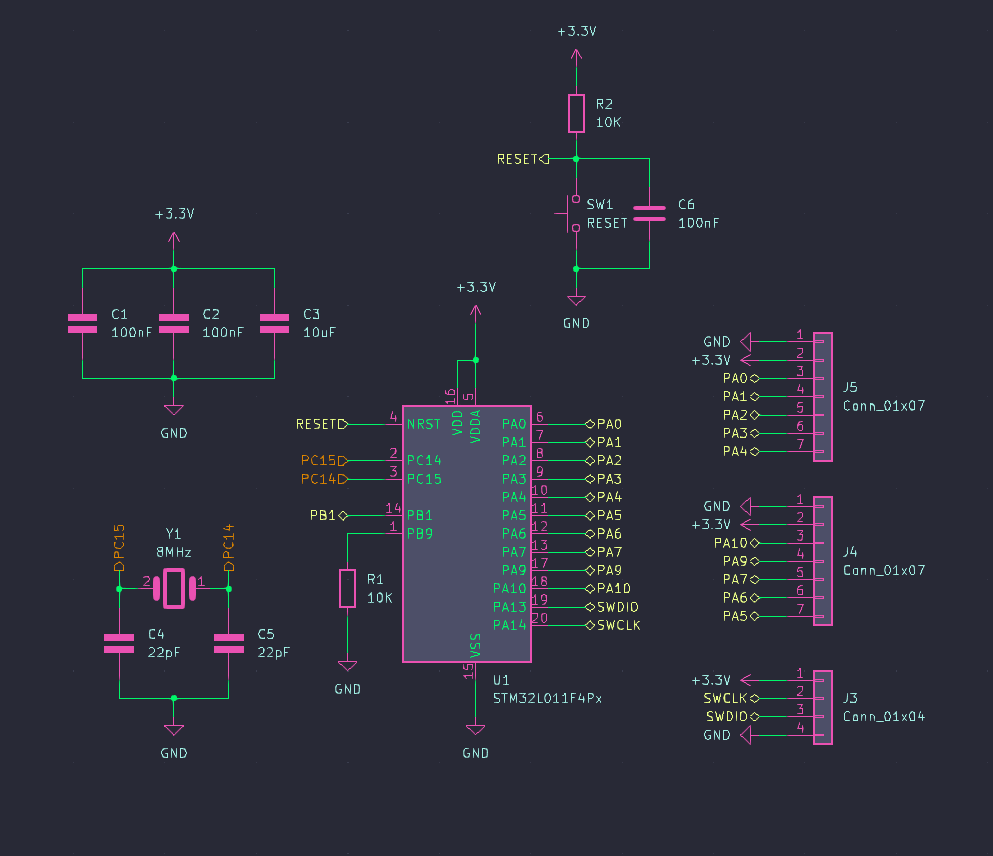 +3.3V
R2
10K
RESET
SW1
RESET
C6
100nF
GND
+3.3V
C1
100nF
C2
100nF
C3
10uF
GND
+3.3V
16
5
VDD
VDDA
RESET
4
NRST
PC15
2
PC14
PC14
3
PC15
PB1
14
PB1
1
PB9
PA0
6
PA0
PA1
7
PA1
PA2
8
PA2
PA3
9
PA3
PA4
10
PA4
PA5
11
PA5
PA6
12
PA6
PA7
13
PA7
PA9
17
PA9
PA10
18
PA10
PA13
19
SWDIO
PA14
20
SWCLK
VSS
15
U1
STM32L011F4Px
GND
R1
10K
GND
PC15
Y1
8MHz
PC14
2
1
C4
22pF
C5
22pF
GND
GND
1
+3.3V
2
PA0
3
PA1
4
PA2
5
PA3
6
PA4
7
J5
Conn_01x07
GND
1
+3.3V
2
PA10
3
PA9
4
PA7
5
PA6
6
PA5
7
J4
Conn_01x07
+3.3V
1
SWCLK
2
SWDIO
3
GND
4
J3
Conn_01x04